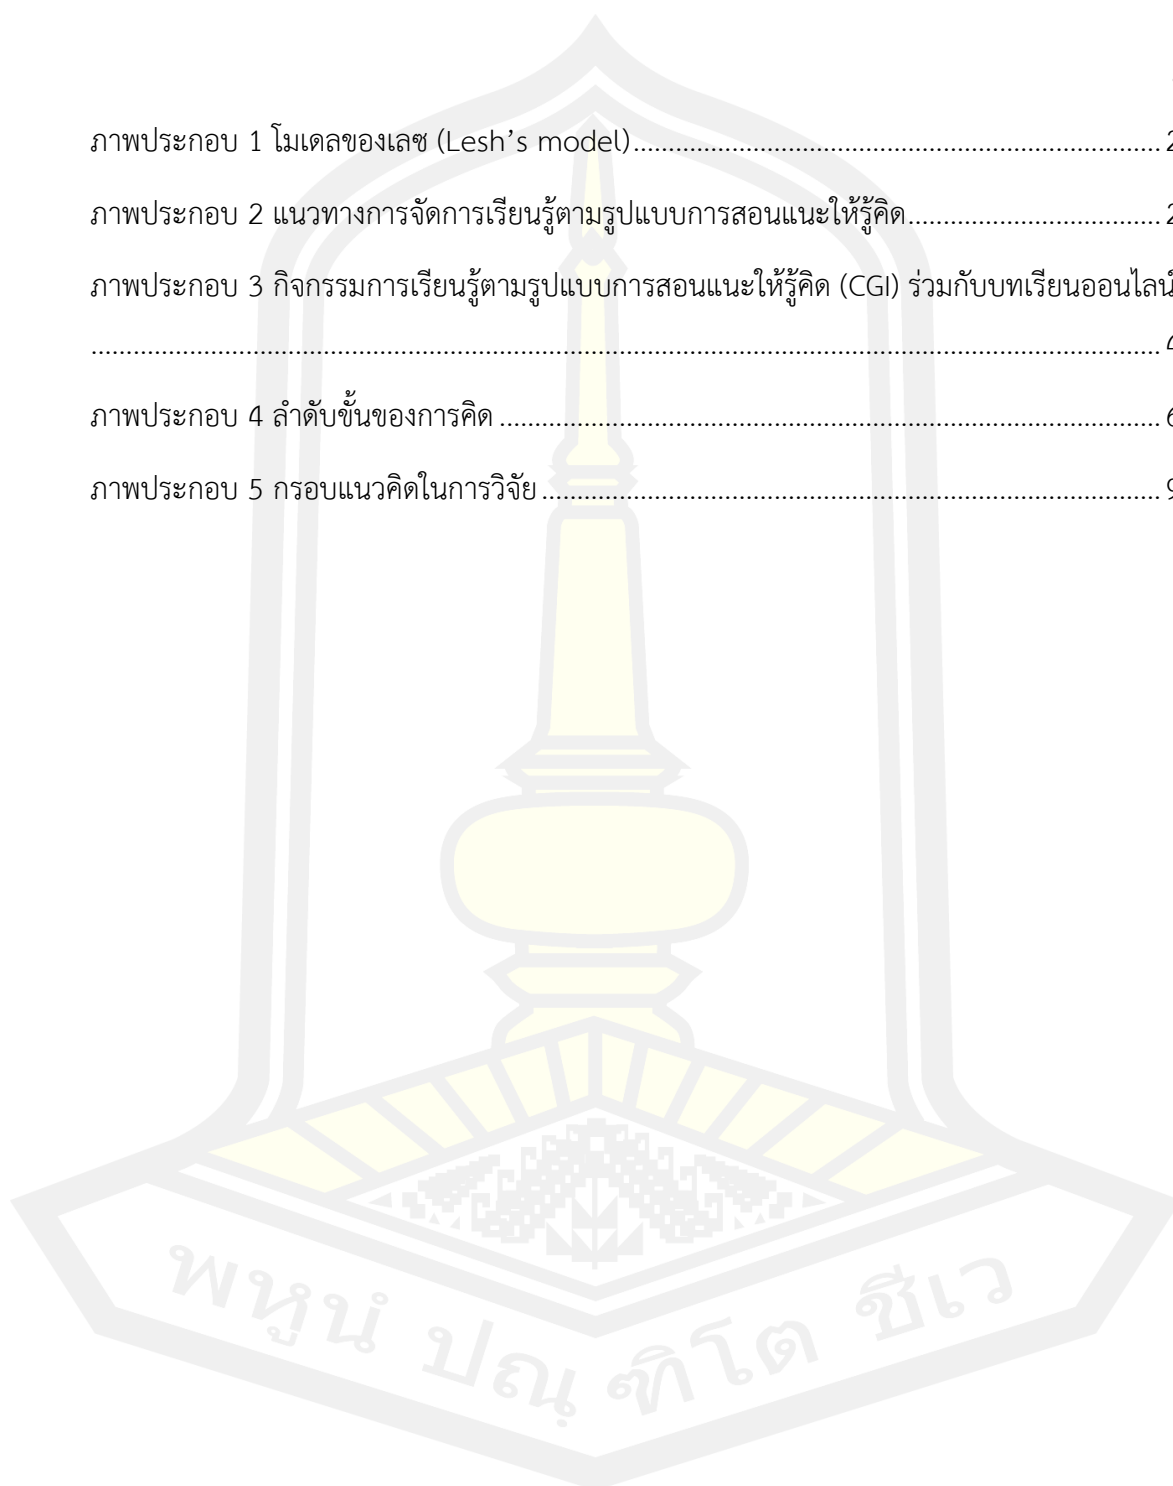 ภาพประกอบ 1 โมเดลของเลซ (Lesh’s model)........................................................................... 2
ภาพประกอบ 2 แนวทางการจัดการเรียนรู้ตามรูปแบบการสอนแนะให้รู้คิด.................................... 2
ภาพประกอบ 3 กิจกรรมการเรียนรู้ตามรูปแบบการสอนแนะให้รู้คิด (CGI) ร่วมกับบทเรียนออนไลน์
......................................................................................................................................................... 4
ภาพประกอบ 4 ลำดับขั้นของการคิด .............................................................................................. 6
ภาพประกอบ 5 กรอบแนวคิดในการวิจัย ........................................................................................ 9
พหูนํ ปณฺฑิโต ชีเว